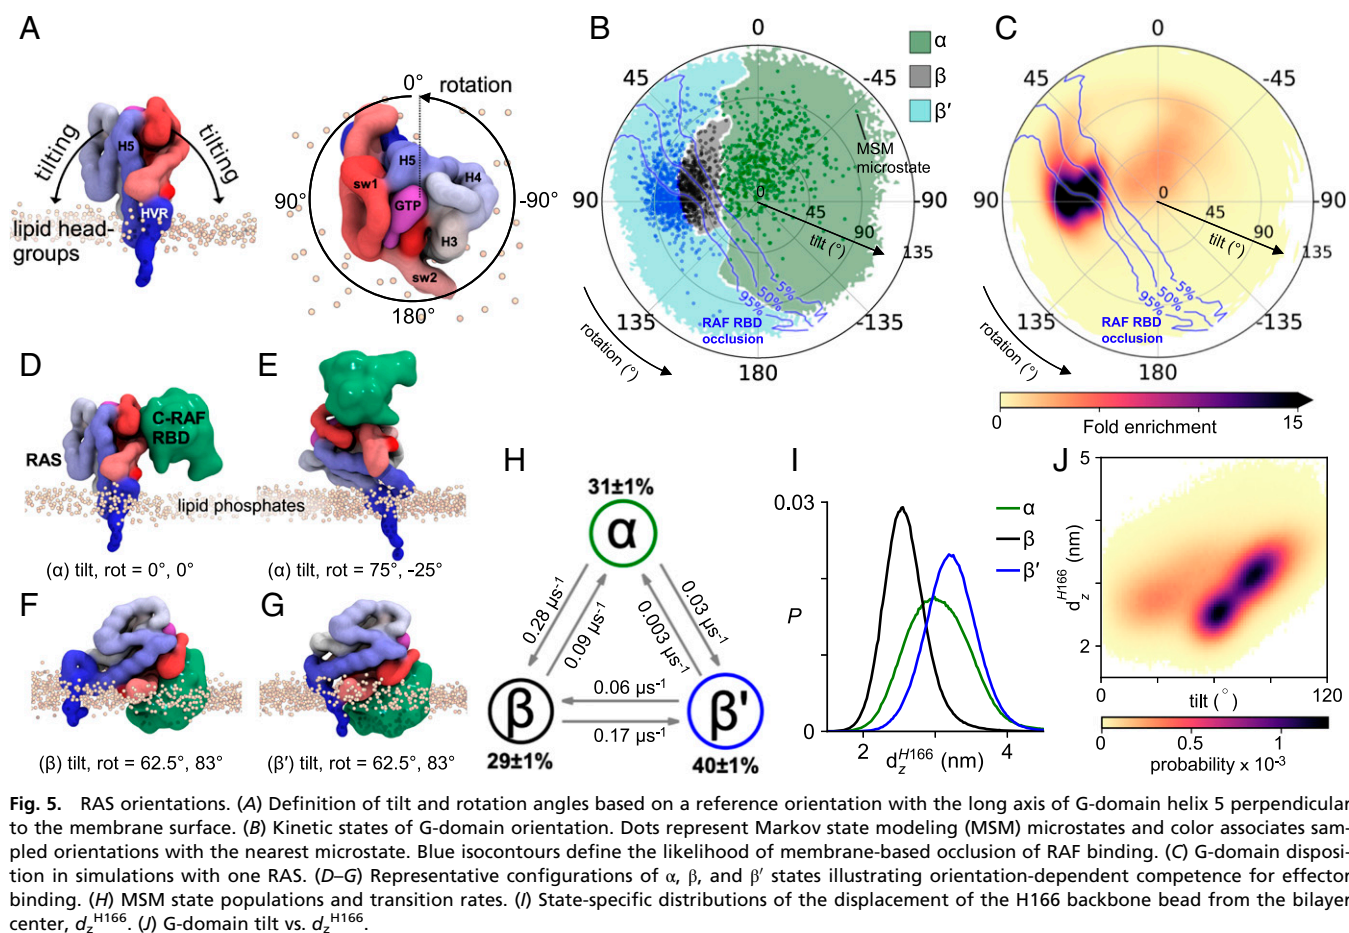 A
tilting
tilting
H5
HVR
lipid head-
groups
0°
rotation
90°
-90°
180°
H5
H4
sw1
GTP
H3
sw2
B
0
45
-45
90
-90
135
-135
180
α
β
β′
MSM
microstate
0
45
90
135
tilt (°)
5%
50%
95%
RAF RBD
occlusion
rotation (°)
C
0
45
-45
90
-90
135
-135
180
0
45
90
135
tilt (°)
5%
50%
95%
RAF RBD
occlusion
rotation (°)
0
15
Fold enrichment
D
C-RAF
RBD
RAS
lipid phosphates
(α) tilt, rot = 0°, 0°
E
(α) tilt, rot = 75°, -25°
F
(β) tilt, rot = 62.5°, 83°
G
(β′) tilt, rot = 62.5°, 83°
H
31±1%
α
0.28 µs-1
0.09 µs-1
0.003 µs-1
0.03 µs-1
β
0.06 µs-1
0.17 µs-1
β'
29±1%
40±1%
I
0.03
P
0
2
4
dzH166 (nm)
α
β
β′
J
5
2
dzH166 (nm)
0
120
tilt (°)
0
0.5
1
probability x 10-3
Fig. 5. RAS orientations. (A) Definition of tilt and rotation angles based on a reference orientation with the long axis of G-domain helix 5 perpendicular
to the membrane surface. (B) Kinetic states of G-domain orientation. Dots represent Markov state modeling (MSM) microstates and color associates sam-
pled orientations with the nearest microstate. Blue isocontours define the likelihood of membrane-based occlusion of RAF binding. (C) G-domain disposi-
tion in simulations with one RAS. (D–G) Representative configurations of α, β, and β′ states illustrating orientation-dependent competence for effector
binding. (H) MSM state populations and transition rates. (I) State-specific distributions of the displacement of the H166 backbone bead from the bilayer
center, dzH166. (J) G-domain tilt vs. dzH166.